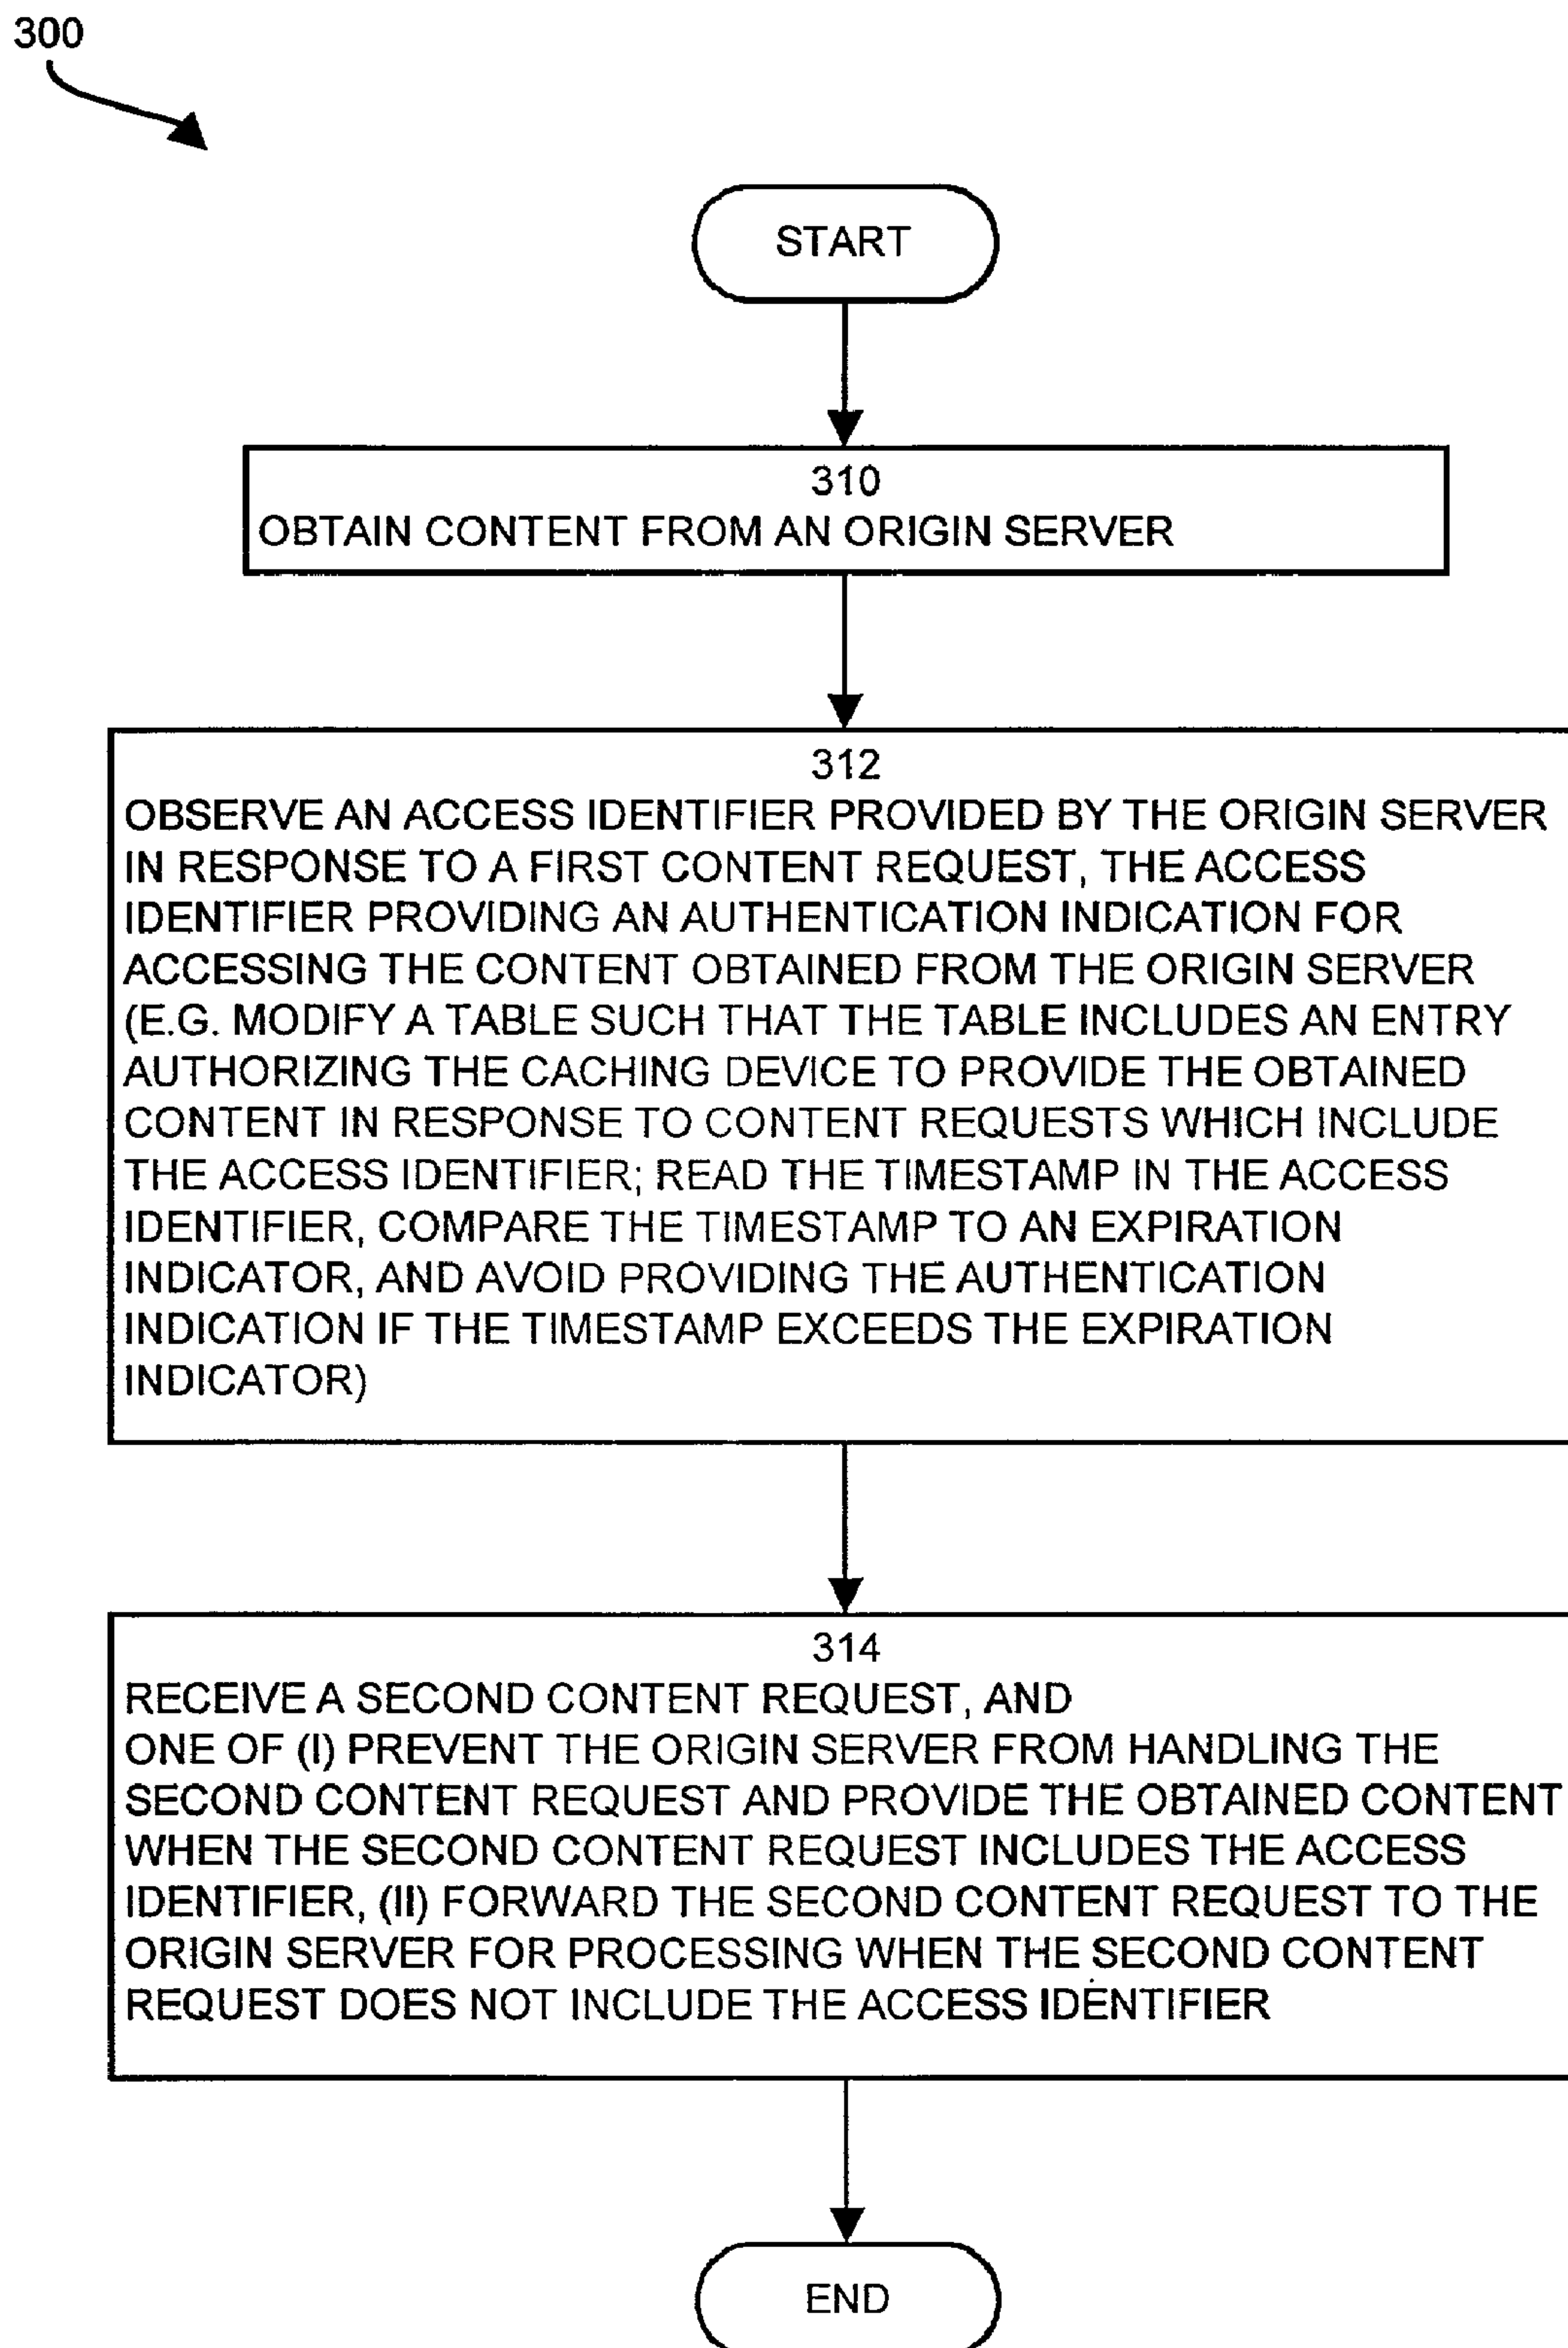 300
START
310
OBTAIN CONTENT FROM AN ORIGIN SERVER
312
OBSERVE AN ACCESS IDENTIFIER PROVIDED BY THE ORIGIN SERVER
IN RESPONSE TO A FIRST CONTENT REQUEST, THE ACCESS
IDENTIFIER PROVIDING AN AUTHENTICATION INDICATION FOR
ACCESSING THE CONTENT OBTAINED FROM THE ORIGIN SERVER
(E.G. MODIFY A TABLE SUCH THAT THE TABLE INCLUDES AN ENTRY
AUTHORIZING THE CACHING DEVICE TO PROVIDE THE OBTAINED
CONTENT IN RESPONSE TO CONTENT REQUESTS WHICH INCLUDE
THE ACCESS IDENTIFIER; READ THE TIMESTAMP IN THE ACCESS
IDENTIFIER, COMPARE THE TIMESTAMP TO AN EXPIRATION
INDICATOR, AND AVOID PROVIDING THE AUTHENTICATION
INDICATION IF THE TIMESTAMP EXCEEDS THE EXPIRATION
INDICATOR)
314
RECEIVE A SECOND CONTENT REQUEST, AND
ONE OF (I) PREVENT THE ORIGIN SERVER FROM HANDLING THE
SECOND CONTENT REQUEST AND PROVIDE THE OBTAINED CONTENT
WHEN THE SECOND CONTENT REQUEST INCLUDES THE ACCESS
IDENTIFIER, (II) FORWARD THE SECOND CONTENT REQUEST TO THE
ORIGIN SERVER FOR PROCESSING WHEN THE SECOND CONTENT
REQUEST DOES NOT INCLUDE THE ACCESS IDENTIFIER
END